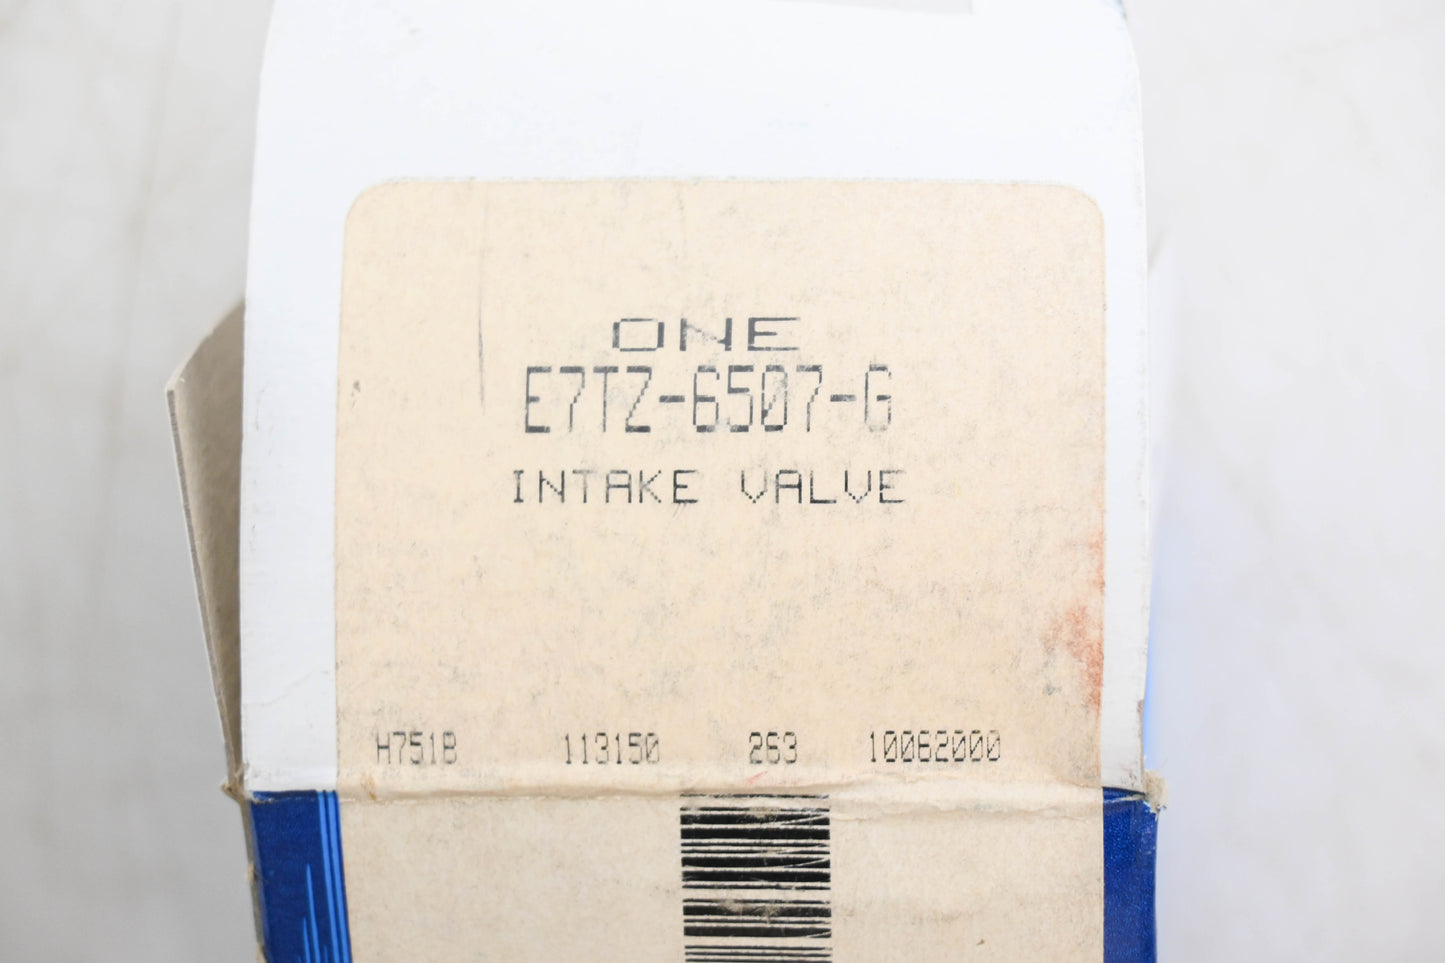 ONE
E7TZ-6507-G
INTAKE VALVE
H751B 113150 263 10062000